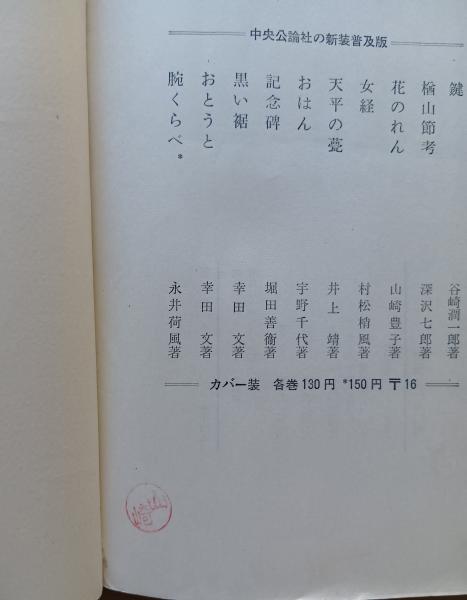 中央公論社の新装普及版
鍵 谷崎潤一郎著
楢山節考 深沢七郎著
花のれん 山崎豊子著
女経 村松梢風著
天平の甍 井上 靖著
おはん 宇野千代著
記念碑 堀田善衞著
黒い裾 幸田 文著
おとうと 幸田 文著
腕くらべ* 永井荷風著
カバー装 各巻130円 *150円 〒16
山崎